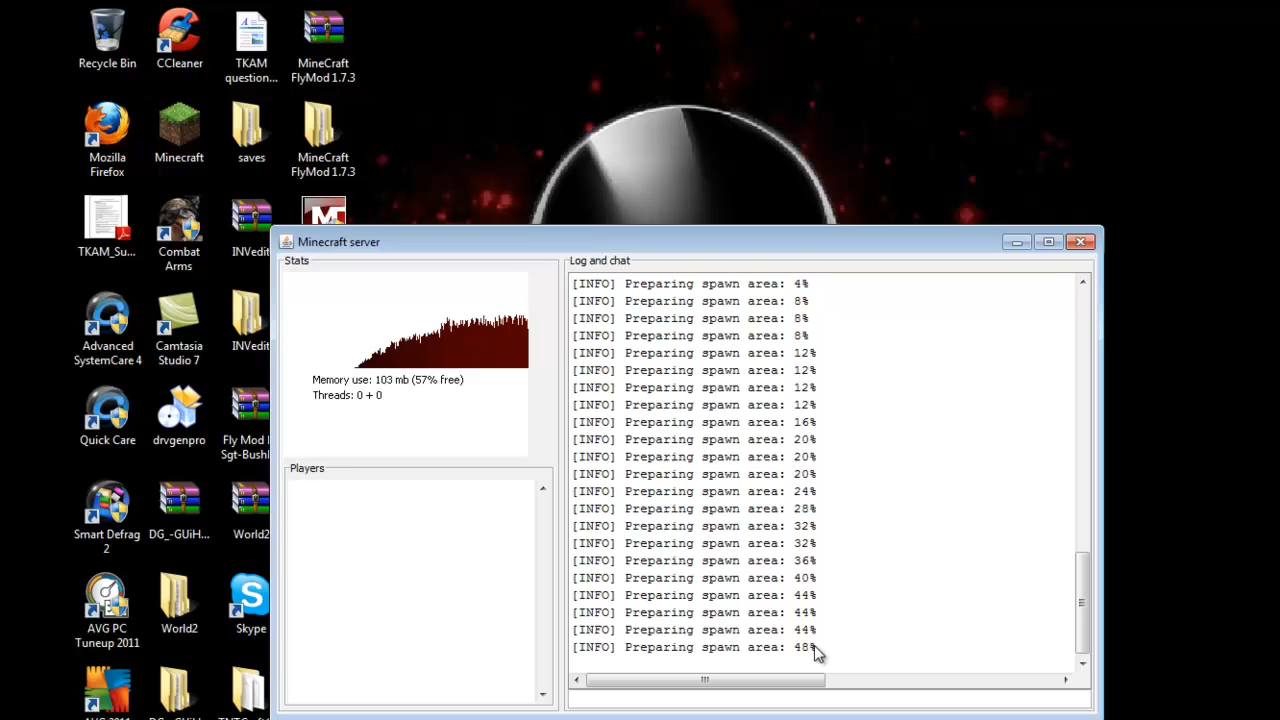 Recycle Bin
CCleaner
TKAM
question...
MineCraft
FlyMod 1.7.3
Mozilla
Firefox
Minecraft
saves
MineCraft
FlyMod 1.7.3
TKAM_Su...
Combat
Arms
INVedit
Advanced
SystemCare 4
Camtasia
Studio 7
INVedit
Quick Care
drvgenpro
Fly Mod
Sgt-Bushl
Smart Defrag
2
DG_-GUiH...
World2
AVG PC
Tuneup 2011
World2
Skype
AVG 2011
Minecraft server
Stats
Memory use: 103 mb (57% free)
Threads: 0 + 0
Players
Log and chat
[INFO] Preparing spawn area: 4%
[INFO] Preparing spawn area: 8%
[INFO] Preparing spawn area: 8%
[INFO] Preparing spawn area: 8%
[INFO] Preparing spawn area: 12%
[INFO] Preparing spawn area: 12%
[INFO] Preparing spawn area: 12%
[INFO] Preparing spawn area: 12%
[INFO] Preparing spawn area: 16%
[INFO] Preparing spawn area: 20%
[INFO] Preparing spawn area: 20%
[INFO] Preparing spawn area: 20%
[INFO] Preparing spawn area: 24%
[INFO] Preparing spawn area: 28%
[INFO] Preparing spawn area: 32%
[INFO] Preparing spawn area: 32%
[INFO] Preparing spawn area: 36%
[INFO] Preparing spawn area: 40%
[INFO] Preparing spawn area: 44%
[INFO] Preparing spawn area: 44%
[INFO] Preparing spawn area: 44%
[INFO] Preparing spawn area: 48%